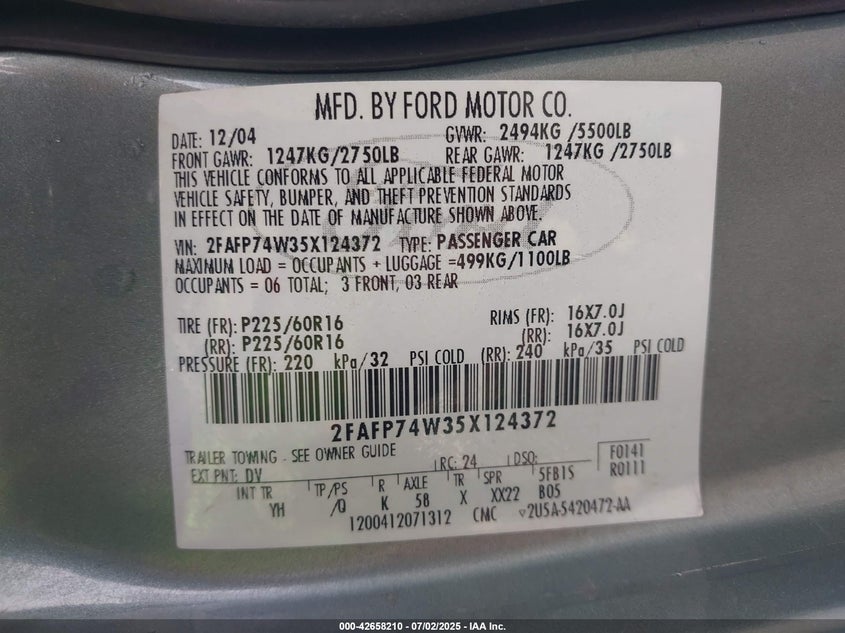 MFD. BY FORD MOTOR CO.
DATE: 12/04 GVWR: 2494KG /5500LB
FRONT GAWR: 1247KG/2750LB REAR GAWR: 1247KG /2750LB
THIS VEHICLE CONFORMS TO ALL APPLICABLE FEDERAL MOTOR
VEHICLE SAFETY, BUMPER, AND THEFT PREVENTION STANDARDS
IN EFFECT ON THE DATE OF MANUFACTURE SHOWN ABOVE.
VIN: 2FAFP74W35X124372 TYPE: PASSENGER CAR
MAXIMUM LOAD = OCCUPANTS + LUGGAGE =499KG/1100LB
OCCUPANTS = 06 TOTAL; 3 FRONT, 03 REAR
TIRE (FR): P225/60R16 RIMS (FR): 16X7.0J
(RR): P225/60R16 (RR): 16X7.0J
PRESSURE (FR): 220 kPa/32 PSI COLD (RR): 240 kPa/35 PSI COLD
2FAFP74W35X124372
TRAILER TOWING - SEE OWNER GUIDE
EXT PNT: DV RC: 24 DSO: F0141
R0111
INT TR TP/PS R AXLE TR SPR 5FB15
YH /Q K 58 X XX22 B05
1200412071312 CMC ▽2U5A-5420472-AA
000-42658210 - 07/02/2025 - IAA Inc.